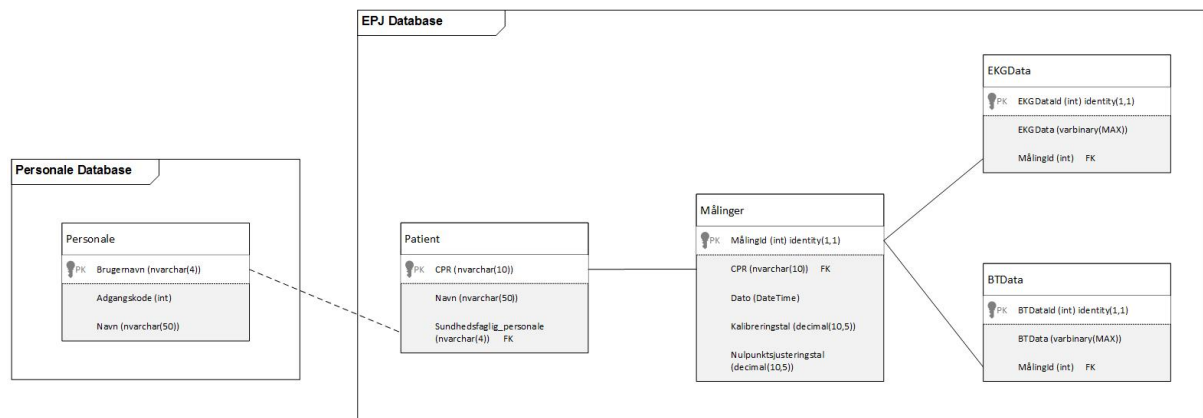 EPJ Database
Personale Database
Personale
PK Brugernavn (nvarchar(4))
Adgangskode (int)
Navn (nvarchar(50))
Patient
PK CPR (nvarchar(10))
Navn (nvarchar(50))
Sundhedsfaglig_personale
(nvarchar(4)) FK
Målinger
PK MålingId (int) identity(1,1)
CPR (nvarchar(10)) FK
Dato (DateTime)
Kalibreringstal (decimal(10,5))
Nulpunktsjusteringstal
(decimal(10,5))
EKGData
PK EKGDataId (int) identity(1,1)
EKGData (varbinary(MAX))
MålingId (int) FK
BTData
PK BTDataId (int) identity(1,1)
BTData (varbinary(MAX))
MålingId (int) FK